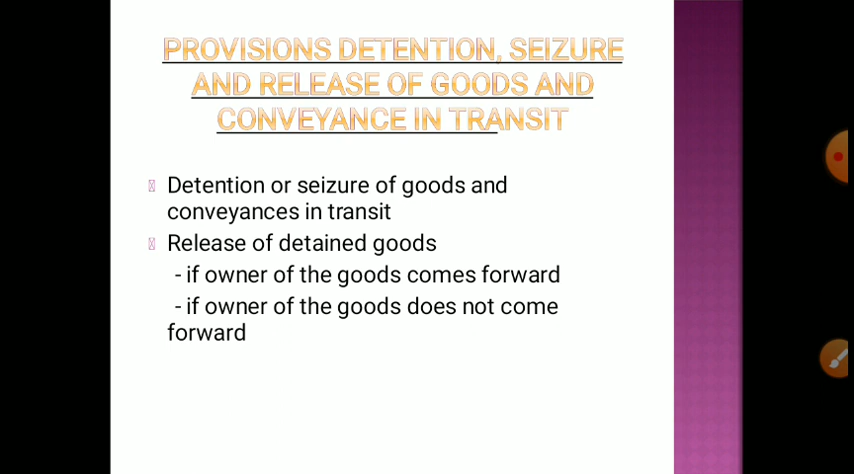 PROVISIONS DETENTION, SEIZURE
AND RELEASE OF GOODS AND
CONVEYANCE IN TRANSIT
Detention or seizure of goods and
conveyances in transit
Release of detained goods
- if owner of the goods comes forward
- if owner of the goods does not come
forward